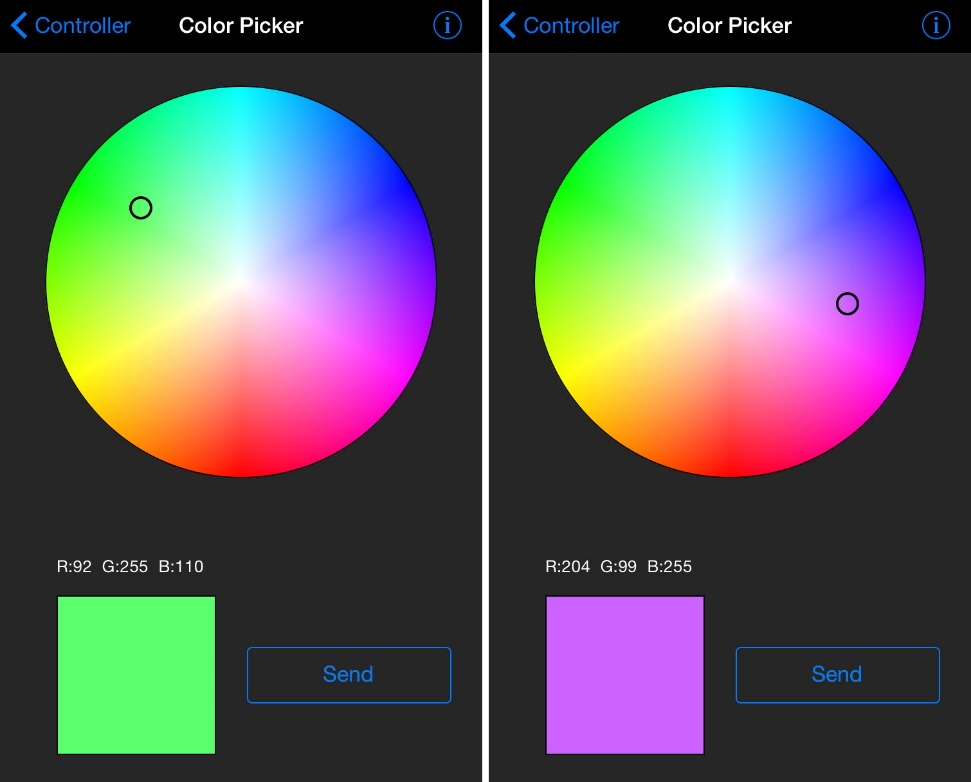 Controller Color Picker i
R:92 G:255 B:110
Send
Controller Color Picker i
R:204 G:99 B:255
Send